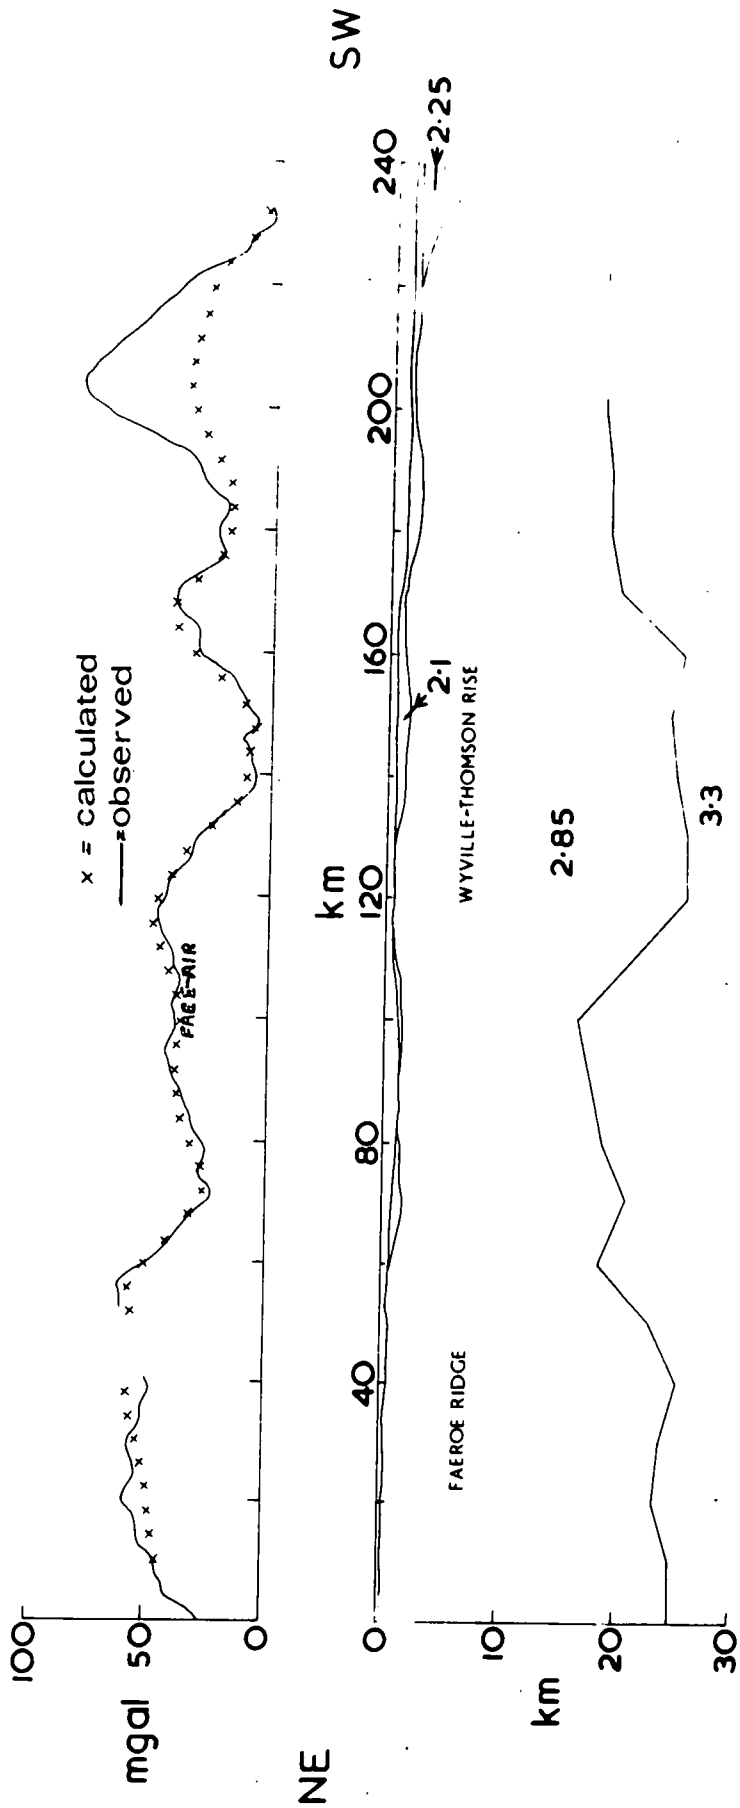 100
50
0
mgal
NE
x = calculated
— = observed
FREE-AIR
km
40
80
120
160
200
240
SW
0
10
20
30
km
FAEROE RIDGE
WYVILLE-THOMSON RISE
2·1
2·25
2·85
3·3